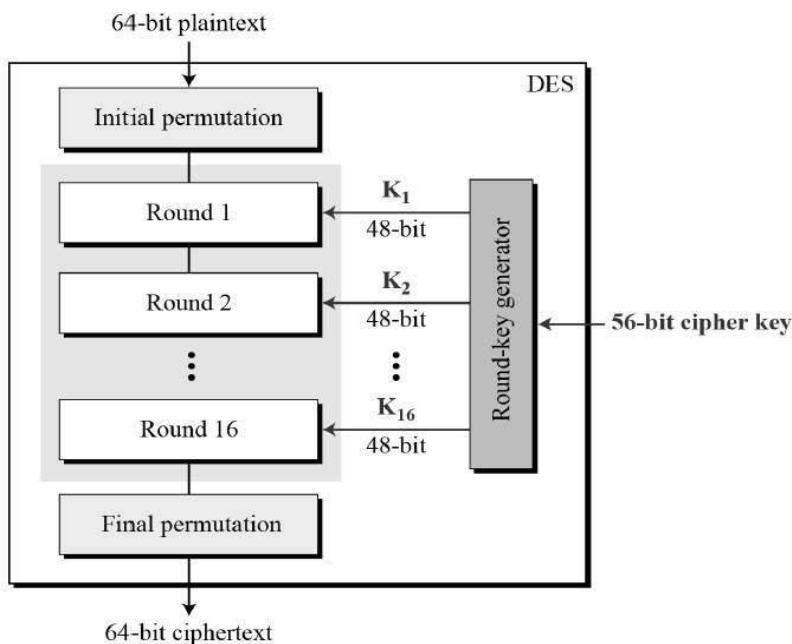 64-bit plaintext
DES
Initial permutation
Round 1
K1
48-bit
Round 2
K2
48-bit
Round-key generator
56-bit cipher key
Round 16
K16
48-bit
Final permutation
64-bit ciphertext